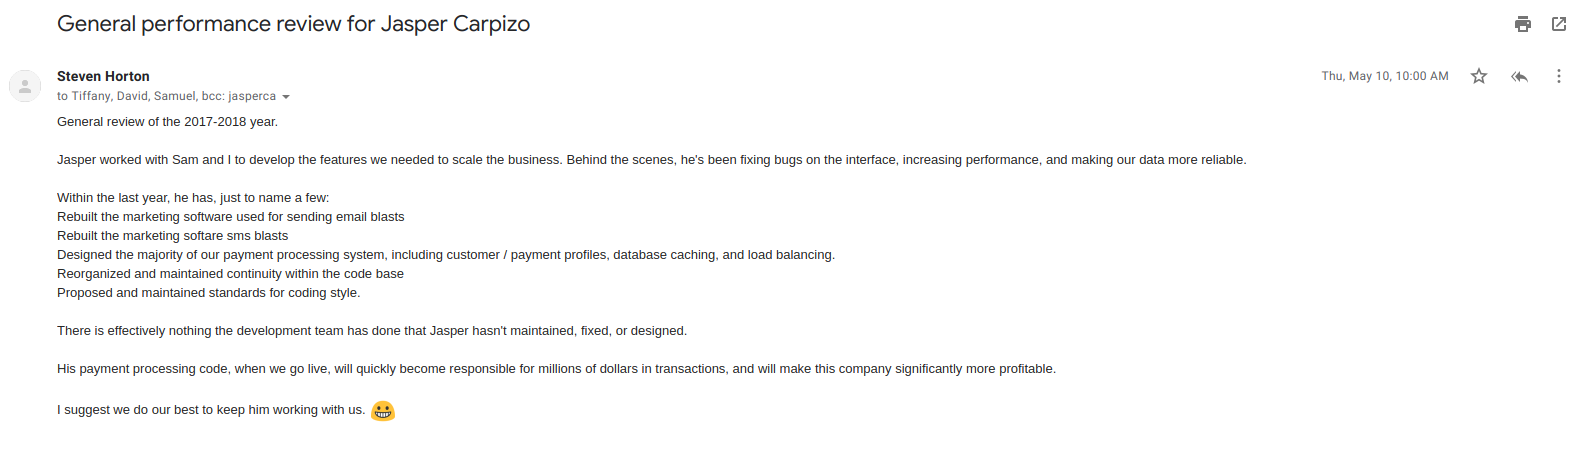 General performance review for Jasper Carpizo
Steven Horton
Thu, May 10, 10:00 AM
to Tiffany, David, Samuel, bcc: jasperca
General review of the 2017-2018 year.
Jasper worked with Sam and I to develop the features we needed to scale the business. Behind the scenes, he's been fixing bugs on the interface, increasing performance, and making our data more reliable.
Within the last year, he has, just to name a few:
Rebuilt the marketing software used for sending email blasts
Rebuilt the marketing softare sms blasts
Designed the majority of our payment processing system, including customer / payment profiles, database caching, and load balancing.
Reorganized and maintained continuity within the code base
Proposed and maintained standards for coding style.
There is effectively nothing the development team has done that Jasper hasn't maintained, fixed, or designed.
His payment processing code, when we go live, will quickly become responsible for millions of dollars in transactions, and will make this company significantly more profitable.
I suggest we do our best to keep him working with us.